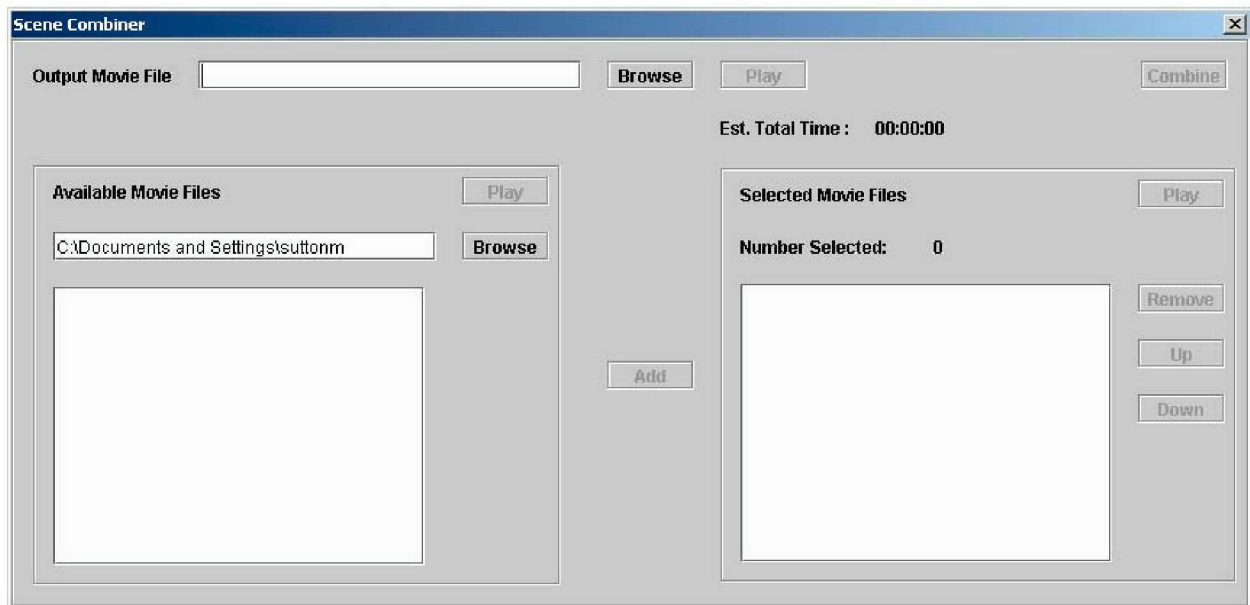 Scene Combiner
Output Movie File Browse Play Combine
Est. Total Time : 00:00:00
Available Movie Files Play
C:\Documents and Settings\suttonm Browse
Add
Selected Movie Files Play
Number Selected: 0
Remove
Up
Down